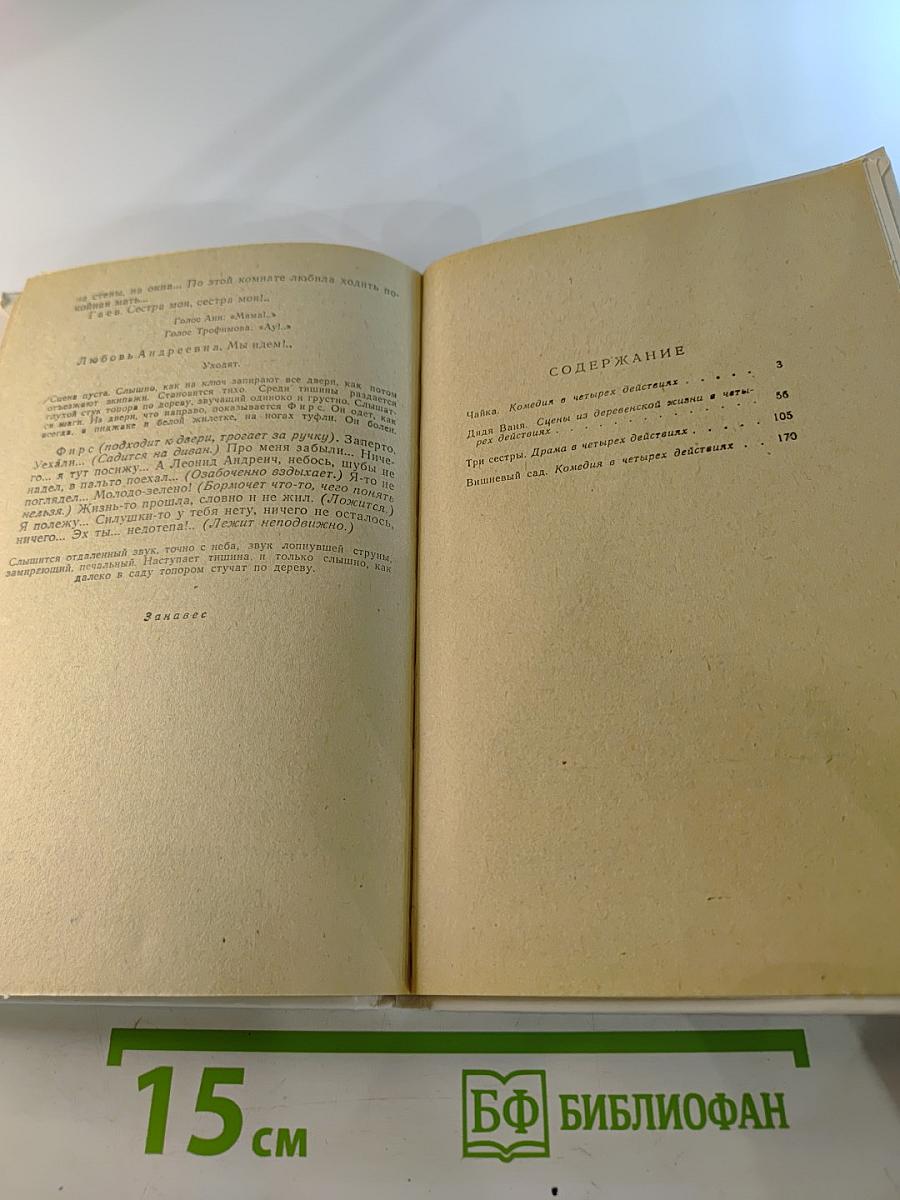 на стены, на окна... По этой комнате любила ходить по-
койная мать...
Гаев. Сестра моя, сестра моя!..
Голос Ани: «Мама!..»
Голос Трофимова: «Ау!..»
Любовь Андреевна. Мы идем!..
Уходят.
Сцена пуста. Слышно, как на ключ запирают все двери, как потом
отъезжают экипажи. Становится тихо. Среди тишины раздается
глухой стук топора по дереву, звучащий одиноко и грустно. Слышат-
ся шаги. Из двери, что направо, показывается Фирс. Он одет, как
всегда, в пиджаке и белой жилетке, на ногах туфли. Он болен.
Фирс (подходит к двери, трогает за ручку). Заперто.
Уехали... (Садится на диван.) Про меня забыли... Ниче-
го... я тут посижу... А Леонид Андреич, небось, шубы не
надел, в пальто поехал... (Озабоченно вздыхает.) Я-то не
поглядел... Молодо-зелено! (Бормочет что-то, чего понять
нельзя.) Жизнь-то прошла, словно и не жил. (Ложится.)
Я полежу... Силушки-то у тебя нету, ничего не осталось,
ничего... Эх ты... недотепа!.. (Лежит неподвижно.)
Слышится отдаленный звук, точно с неба, звук лопнувшей струны,
замирающий, печальный. Наступает тишина, и только слышно, как
далеко в саду топором стучат по дереву.
Занавес
СОДЕРЖАНИЕ
Чайка. Комедия в четырех действиях . . . . . 3
Дядя Ваня. Сцены из деревенской жизни в четы-
рех действиях . . . . . . . . . . . 56
Три сестры. Драма в четырех действиях . . . . . 105
Вишневый сад. Комедия в четырех действиях . . 170
15 см
БФ БИБЛИОФАН